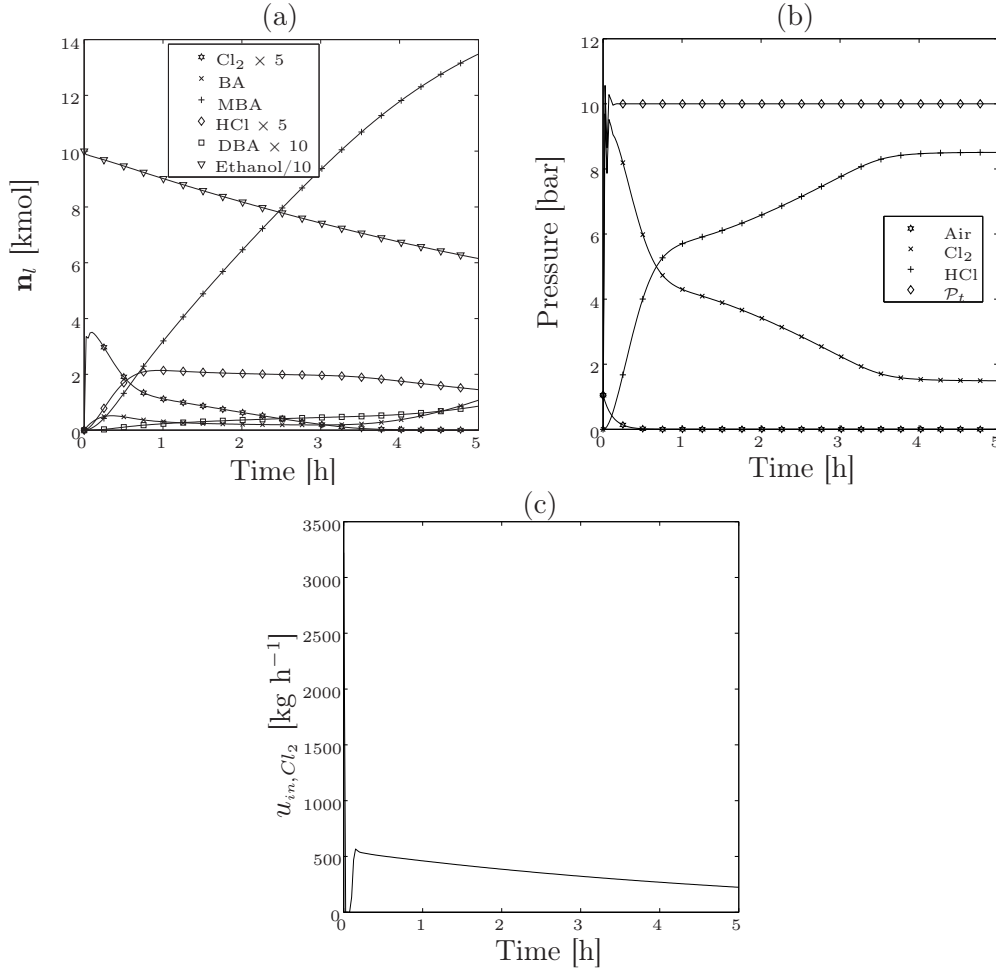 (a)
14
12
10
8
6
4
2
0
0 1 2 3 4 5
n_l [kmol]
Time [h]
Cl₂ × 5
BA
MBA
HCl × 5
DBA × 10
Ethanol/10
(b)
12
10
8
6
4
2
0
0 1 2 3 4 5
Pressure [bar]
Time [h]
Air
Cl₂
HCl
𝒫_t
(c)
3500
3000
2500
2000
1500
1000
500
0
0 1 2 3 4 5
u_{in,Cl₂} [kg h⁻¹]
Time [h]